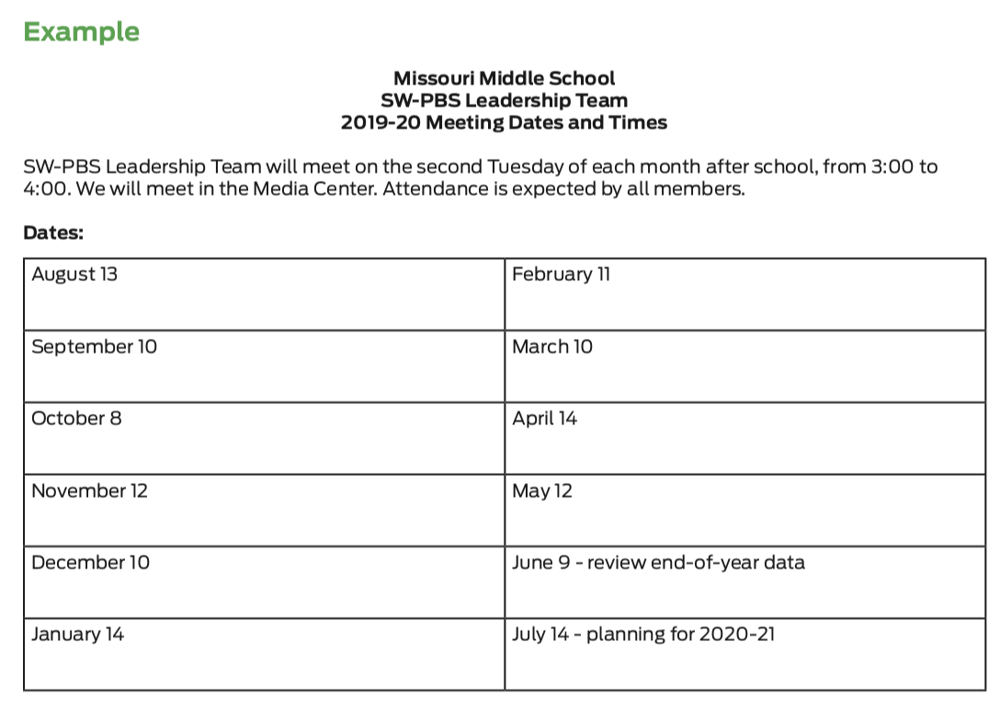 Example
Missouri Middle School
SW-PBS Leadership Team
2019-20 Meeting Dates and Times
SW-PBS Leadership Team will meet on the second Tuesday of each month after school, from 3:00 to
4:00. We will meet in the Media Center. Attendance is expected by all members.
Dates:
August 13
February 11
September 10
March 10
October 8
April 14
November 12
May 12
December 10
June 9 - review end-of-year data
January 14
July 14 - planning for 2020-21